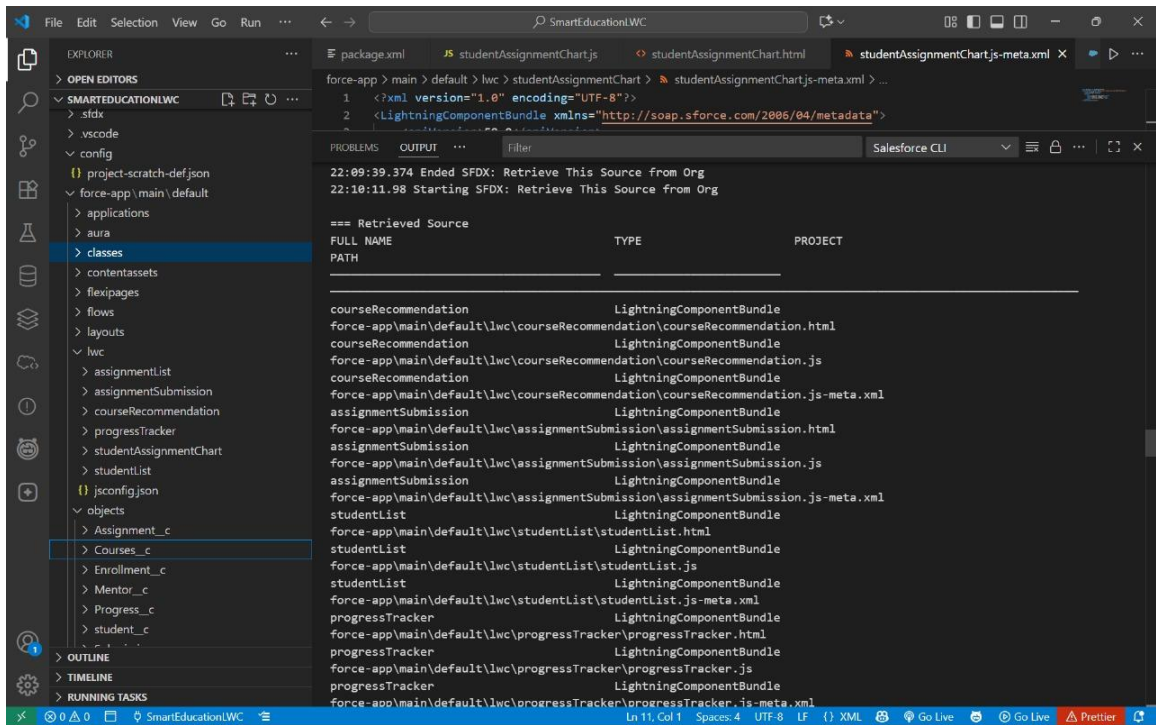 File Edit Selection View Go Run ··· SmartEducationLWC
EXPLORER ···
> OPEN EDITORS
SMARTEDUCATIONLWC ···
> .sfdx
> .vscode
config
{} project-scratch-def.json
force-app\main\default
> applications
> aura
> classes
> contentassets
> flexipages
> flows
> layouts
lwc
> assignmentList
> assignmentSubmission
> courseRecommendation
> progressTracker
> studentAssignmentChart
> studentList
{} jsconfig.json
objects
> Assignment__c
> Courses__c
> Enrollment__c
> Mentor__c
> Progress__c
> student__c
> OUTLINE
> TIMELINE
> RUNNING TASKS
package.xml JS studentAssignmentChart.js <> studentAssignmentChart.html studentAssignmentChart.js-meta.xml ···
force-app > main > default > lwc > studentAssignmentChart > studentAssignmentChart.js-meta.xml > ...
1 <?xml version="1.0" encoding="UTF-8"?>
2 <LightningComponentBundle xmlns="http://soap.sforce.com/2006/04/metadata">
PROBLEMS OUTPUT ··· Filter Salesforce CLI ···
22:09:39.374 Ended SFDX: Retrieve This Source from Org
22:10:11.98 Starting SFDX: Retrieve This Source from Org
=== Retrieved Source
FULL NAME TYPE PROJECT
PATH
courseRecommendation LightningComponentBundle
force-app\main\default\lwc\courseRecommendation\courseRecommendation.html
courseRecommendation LightningComponentBundle
force-app\main\default\lwc\courseRecommendation\courseRecommendation.js
courseRecommendation LightningComponentBundle
force-app\main\default\lwc\courseRecommendation\courseRecommendation.js-meta.xml
assignmentSubmission LightningComponentBundle
force-app\main\default\lwc\assignmentSubmission\assignmentSubmission.html
assignmentSubmission LightningComponentBundle
force-app\main\default\lwc\assignmentSubmission\assignmentSubmission.js
assignmentSubmission LightningComponentBundle
force-app\main\default\lwc\assignmentSubmission\assignmentSubmission.js-meta.xml
studentList LightningComponentBundle
force-app\main\default\lwc\studentList\studentList.html
studentList LightningComponentBundle
force-app\main\default\lwc\studentList\studentList.js
studentList LightningComponentBundle
force-app\main\default\lwc\studentList\studentList.js-meta.xml
progressTracker LightningComponentBundle
force-app\main\default\lwc\progressTracker\progressTracker.html
progressTracker LightningComponentBundle
force-app\main\default\lwc\progressTracker\progressTracker.js
progressTracker LightningComponentBundle
force-app\main\default\lwc\progressTracker\progressTracker.js-meta.xml
1
0 0 SmartEducationLWC Ln 11, Col 1 Spaces: 4 UTF-8 LF {} XML Go Live Go Live Prettier